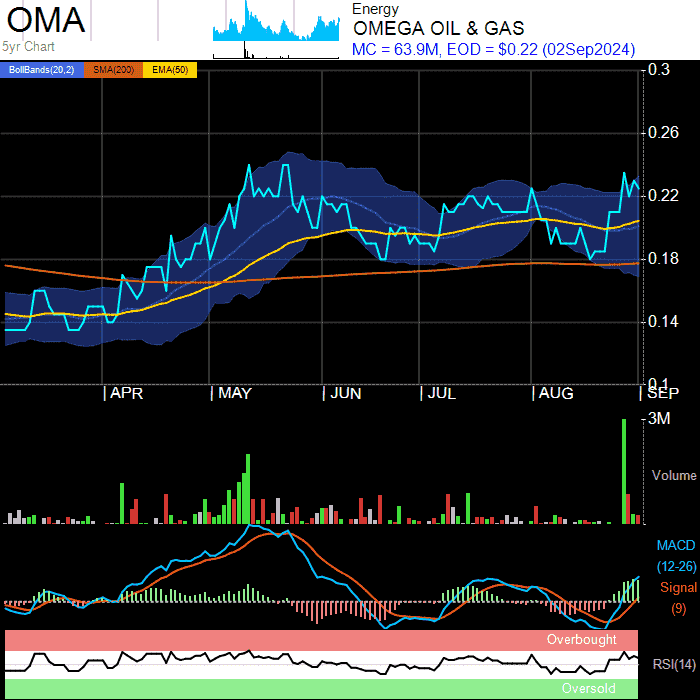 OMA
5yr Chart
Energy
OMEGA OIL & GAS
MC = 63.9M, EOD = $0.22 (02Sep2024)
BollBands(20,2) SMA(200) EMA(50)
0.3
0.26
0.22
0.18
0.14
0.1
APR MAY JUN JUL AUG SEP
3M
Volume
MACD
(12-26)
Signal
(9)
Overbought
RSI(14)
Oversold